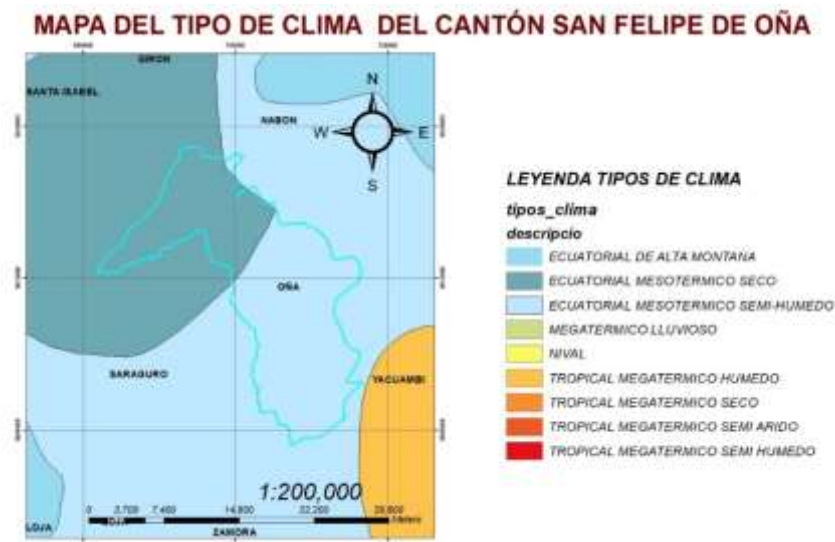 MAPA DEL TIPO DE CLIMA DEL CANTÓN SAN FELIPE DE OÑA
GIRON
SANTA ISABEL
NABON
N
W
E
S
OÑA
SARAGURO
YACUAMBI
1:200,000
0 3,700 7,400 14,800 22,200 29,600
LOJA
ZAMORA
LEYENDA TIPOS DE CLIMA
tipos_clima
descripcio
ECUATORIAL DE ALTA MONTANA
ECUATORIAL MESOTERMICO SECO
ECUATORIAL MESOTERMICO SEMI-HUMEDO
MEGATERMICO LLUVIOSO
NIVAL
TROPICAL MEGATERMICO HUMEDO
TROPICAL MEGATERMICO SECO
TROPICAL MEGATERMICO SEMI ARIDO
TROPICAL MEGATERMICO SEMI HUMEDO